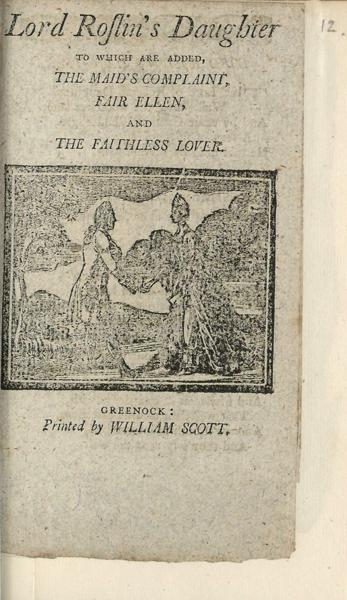 Lord Roſlin's Daughter
12.
TO WHICH ARE ADDED,
THE MAID'S COMPLAINT,
FAIR ELLEN,
AND
THE FAITHLESS LOVER.
GREENOCK:
Printed by WILLIAM SCOTT.